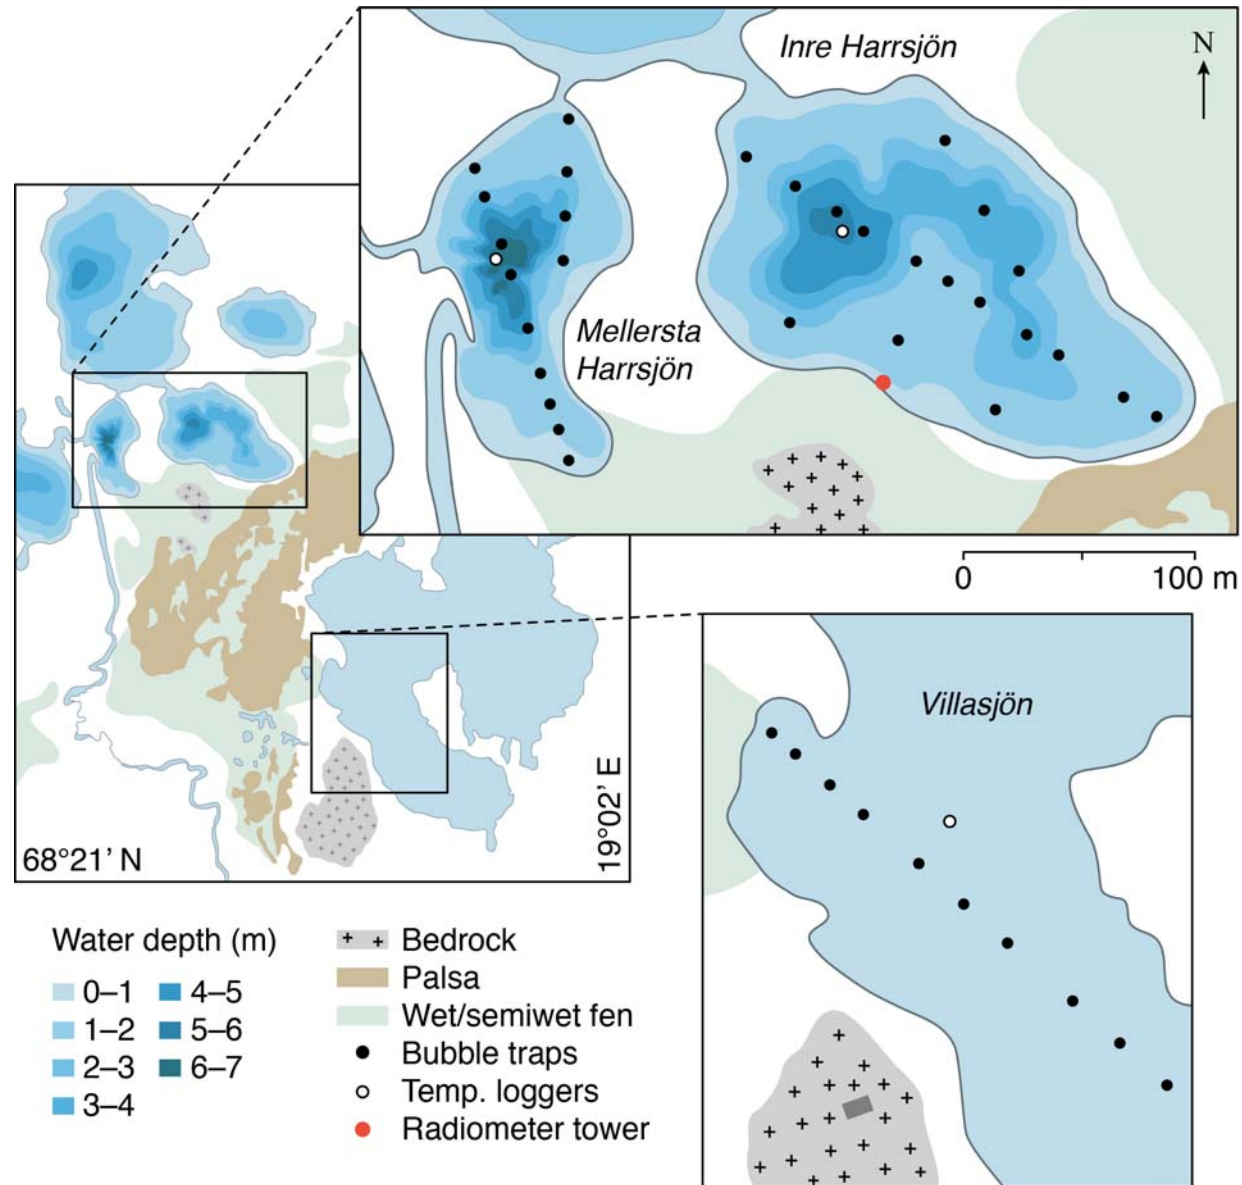 Inre Harrsjön
N
Mellersta
Harrsjön
0 100 m
Villasjön
68°21’ N
19°02’ E
Water depth (m)
0–1
1–2
2–3
3–4
4–5
5–6
6–7
Bedrock
Palsa
Wet/semiwet fen
Bubble traps
Temp. loggers
Radiometer tower